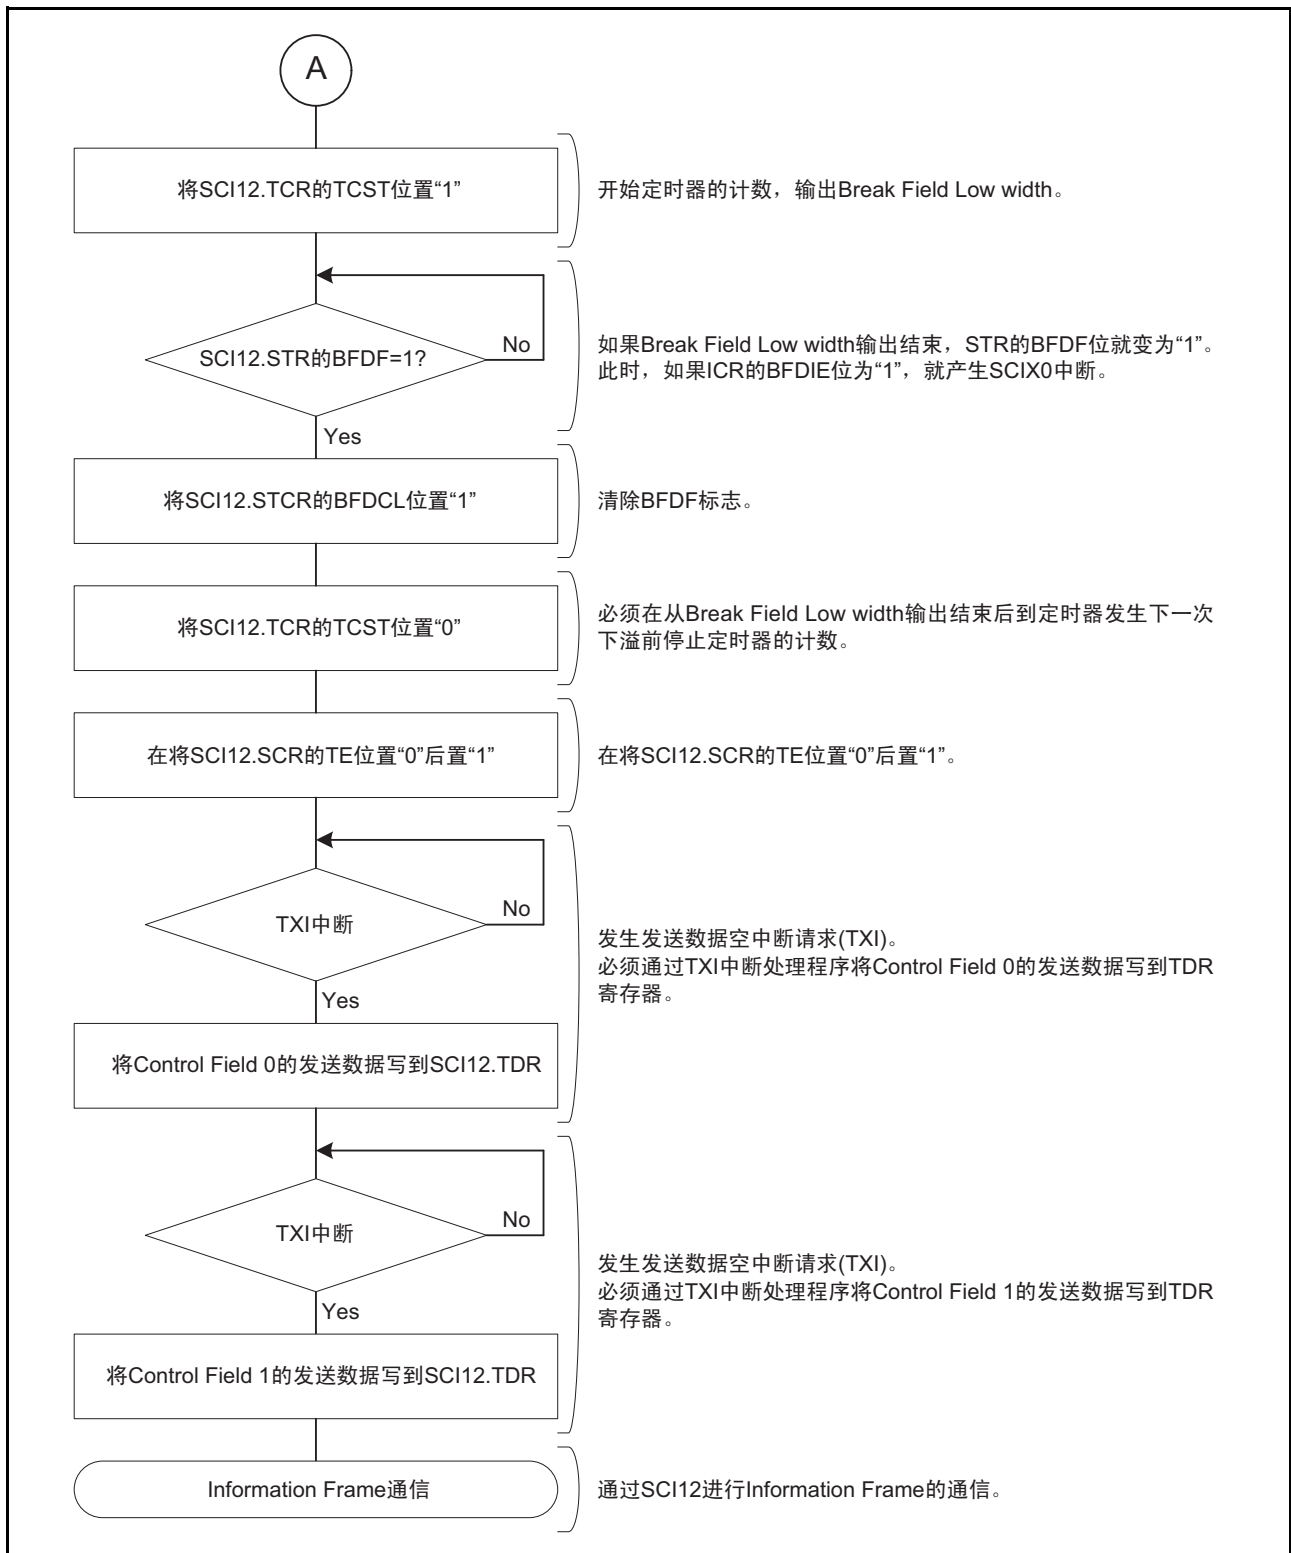 A
将SCI12.TCR的TCST位置“1”
开始定时器的计数，输出Break Field Low width。
SCI12.STR的BFDF=1?
No
如果Break Field Low width输出结束，STR的BFDF位就变为“1”。
此时，如果ICR的BFDIE位为“1”，就产生SCIX0中断。
Yes
将SCI12.STCR的BFDCL位置“1”
清除BFDF标志。
将SCI12.TCR的TCST位置“0”
必须在从Break Field Low width输出结束后到定时器发生下一次
下溢前停止定时器的计数。
在将SCI12.SCR的TE位置“0”后置“1”
在将SCI12.SCR的TE位置“0”后置“1”。
TXI中断
No
发生发送数据空中断请求(TXI)。
必须通过TXI中断处理程序将Control Field 0的发送数据写到TDR
寄存器。
Yes
将Control Field 0的发送数据写到SCI12.TDR
TXI中断
No
发生发送数据空中断请求(TXI)。
必须通过TXI中断处理程序将Control Field 1的发送数据写到TDR
寄存器。
Yes
将Control Field 1的发送数据写到SCI12.TDR
Information Frame通信
通过SCI12进行Information Frame的通信。